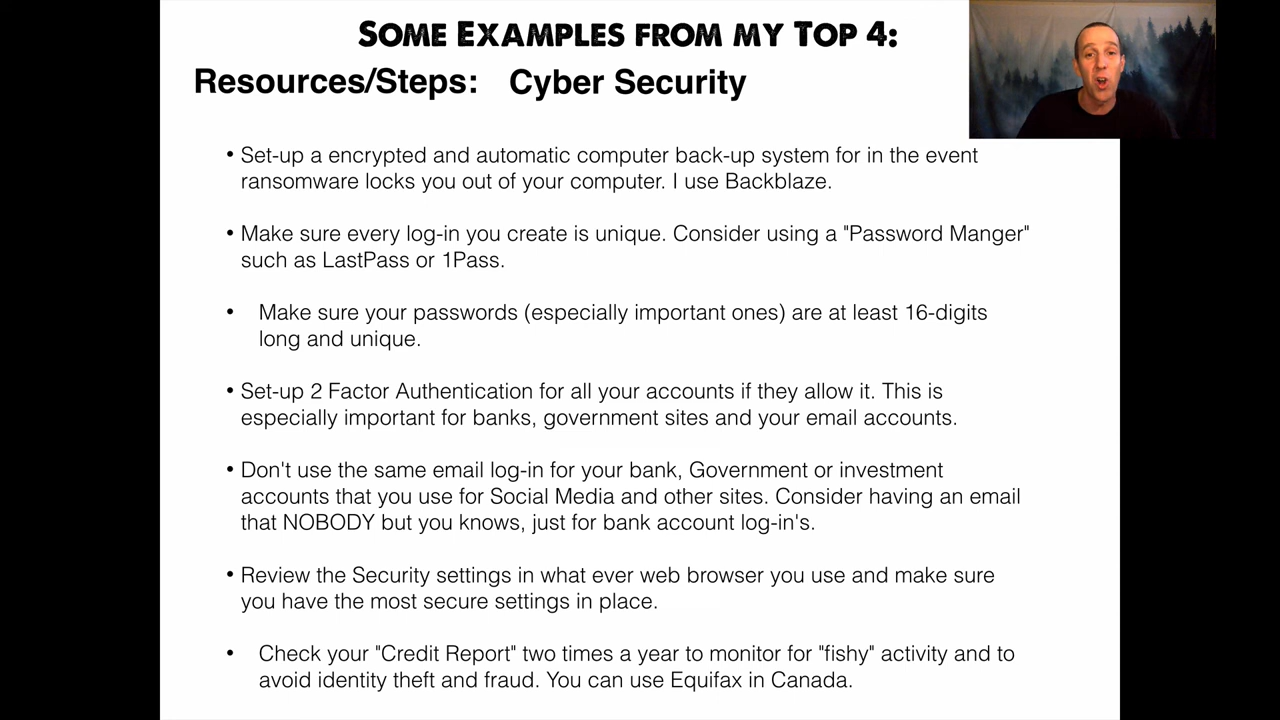 Some Examples from my Top 4:
Resources/Steps: Cyber Security
• Set-up a encrypted and automatic computer back-up system for in the event
ransomware locks you out of your computer. I use Backblaze.
• Make sure every log-in you create is unique. Consider using a "Password Manger"
such as LastPass or 1Pass.
• Make sure your passwords (especially important ones) are at least 16-digits
long and unique.
• Set-up 2 Factor Authentication for all your accounts if they allow it. This is
especially important for banks, government sites and your email accounts.
• Don't use the same email log-in for your bank, Government or investment
accounts that you use for Social Media and other sites. Consider having an email
that NOBODY but you knows, just for bank account log-in's.
• Review the Security settings in what ever web browser you use and make sure
you have the most secure settings in place.
• Check your "Credit Report" two times a year to monitor for "fishy" activity and to
avoid identity theft and fraud. You can use Equifax in Canada.